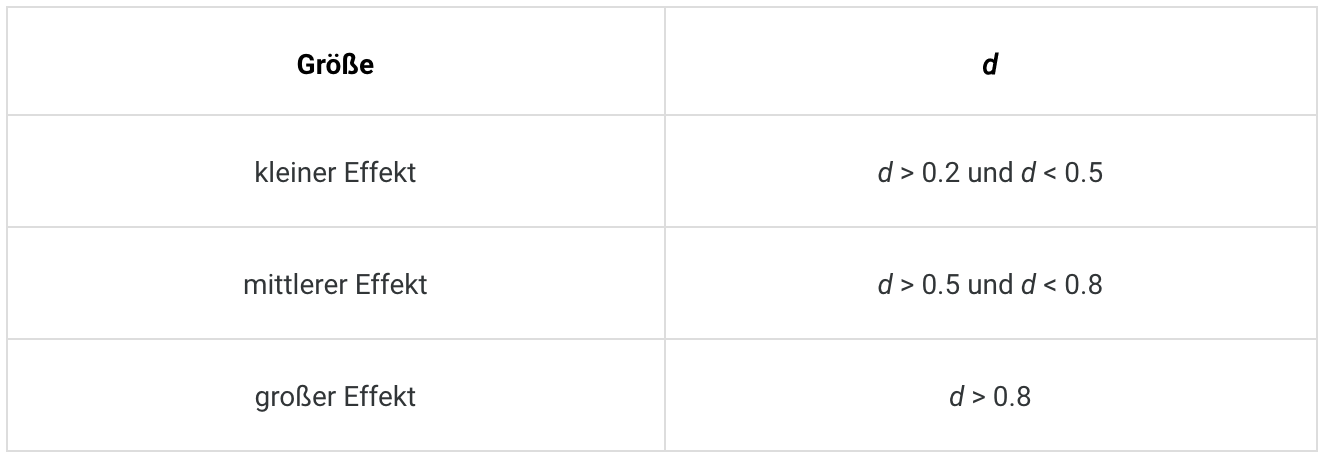 Größe d
kleiner Effekt d > 0.2 und d < 0.5
mittlerer Effekt d > 0.5 und d < 0.8
großer Effekt d > 0.8